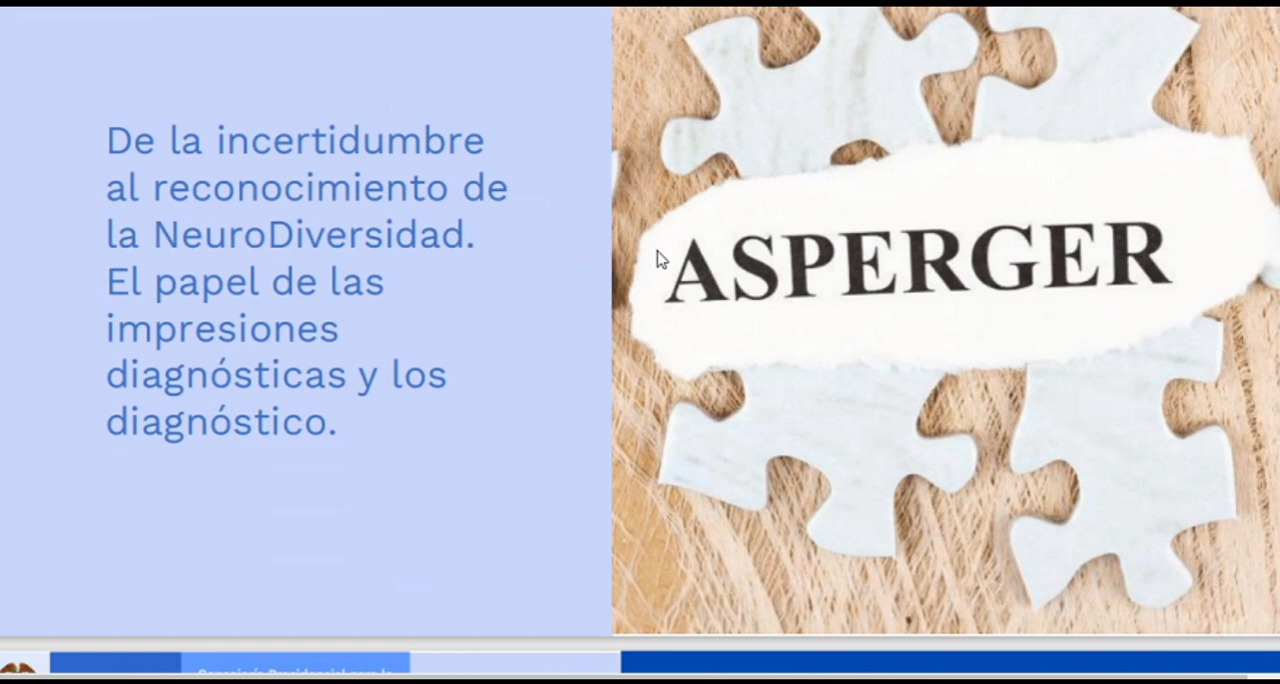 De la incertidumbre
al reconocimiento de
la NeuroDiversidad.
El papel de las
impresiones
diagnósticas y los
diagnóstico.
ASPERGER